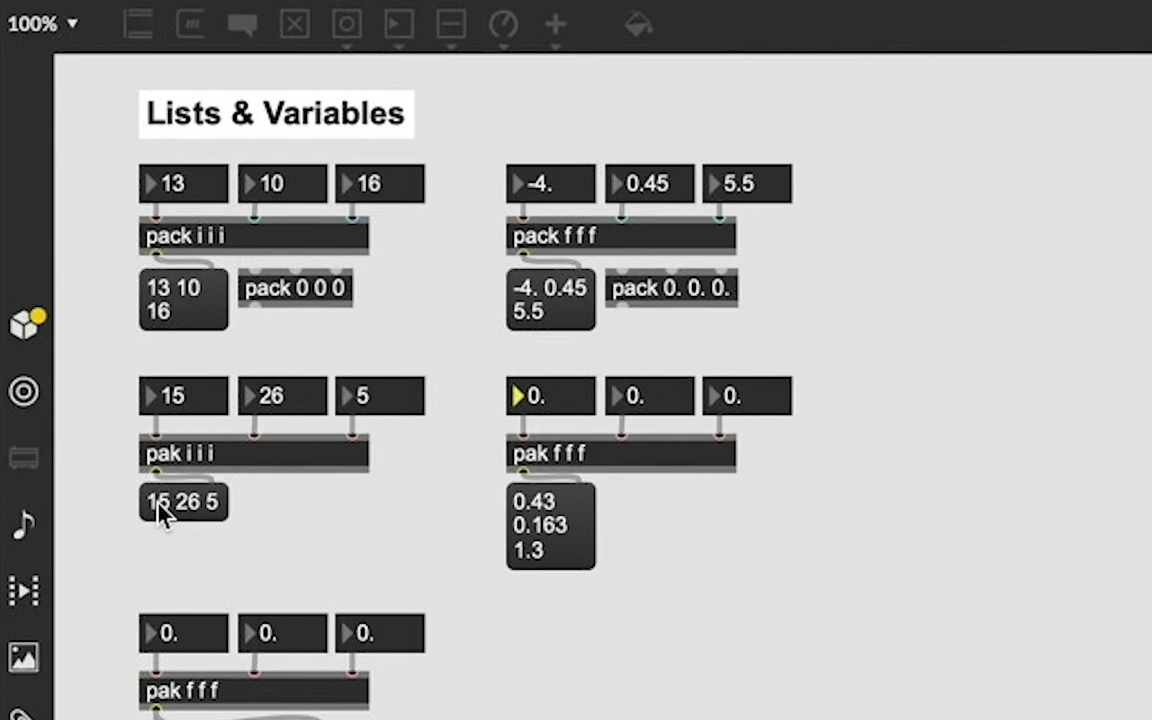 100%
Lists & Variables
13 10 16
pack i i i
13 10
16
pack 0 0 0
-4. 0.45 5.5
pack f f f
-4. 0.45
5.5
pack 0. 0. 0.
15 26 5
pak i i i
15 26 5
0. 0. 0.
pak f f f
0.43
0.163
1.3
0. 0. 0.
pak f f f